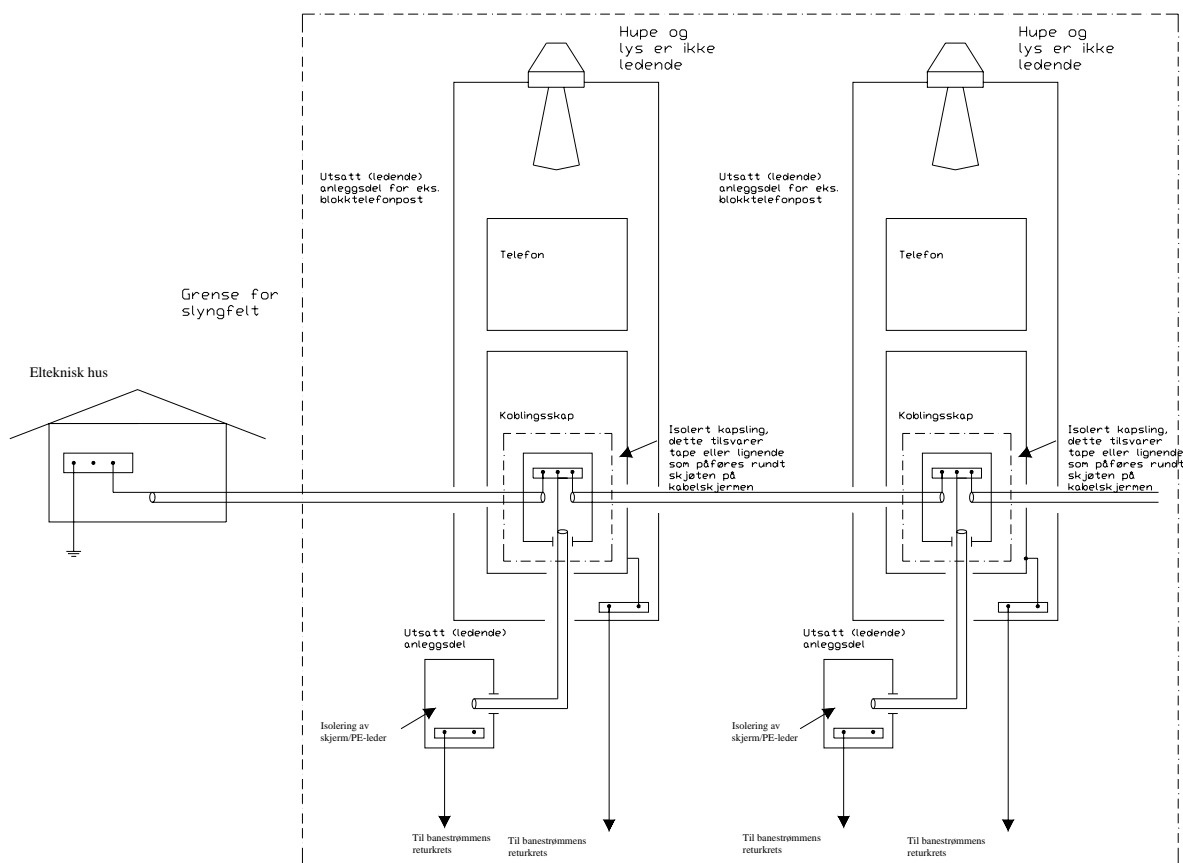 Hupe og
lys er ikke
ledende
Hupe og
lys er ikke
ledende
Utsatt (ledende)
anleggsdel for eks.
blokktelefonpost
Utsatt (ledende)
anleggsdel for eks.
blokktelefonpost
Telefon
Telefon
Grense for
slyngfelt
Elteknisk hus
Koblingsskap
Koblingsskap
Isolert kapsling,
dette tilsvarer
tape eller lignende
som påføres rundt
skjøten på
kabelskjermen
Isolert kapsling,
dette tilsvarer
tape eller lignende
som påføres rundt
skjøten på
kabelskjermen
Utsatt (ledende)
anleggsdel
Utsatt (ledende)
anleggsdel
Isolering av
skjerm/PE-leder
Isolering av
skjerm/PE-leder
Til banestrømmens
returkrets
Til banestrømmens
returkrets
Til banestrømmens
returkrets
Til banestrømmens
returkrets